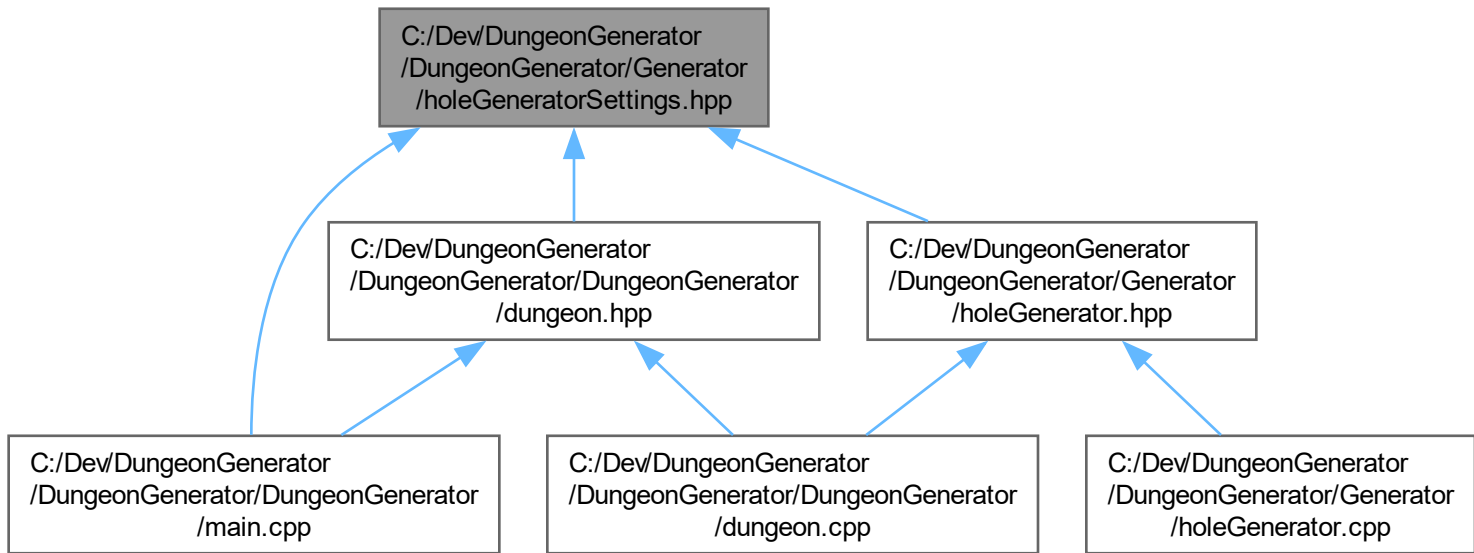 C:/Dev/DungeonGenerator
/DungeonGenerator/Generator
/holeGeneratorSettings.hpp
C:/Dev/DungeonGenerator
/DungeonGenerator/DungeonGenerator
/dungeon.hpp
C:/Dev/DungeonGenerator
/DungeonGenerator/Generator
/holeGenerator.hpp
C:/Dev/DungeonGenerator
/DungeonGenerator/DungeonGenerator
/main.cpp
C:/Dev/DungeonGenerator
/DungeonGenerator/DungeonGenerator
/dungeon.cpp
C:/Dev/DungeonGenerator
/DungeonGenerator/Generator
/holeGenerator.cpp